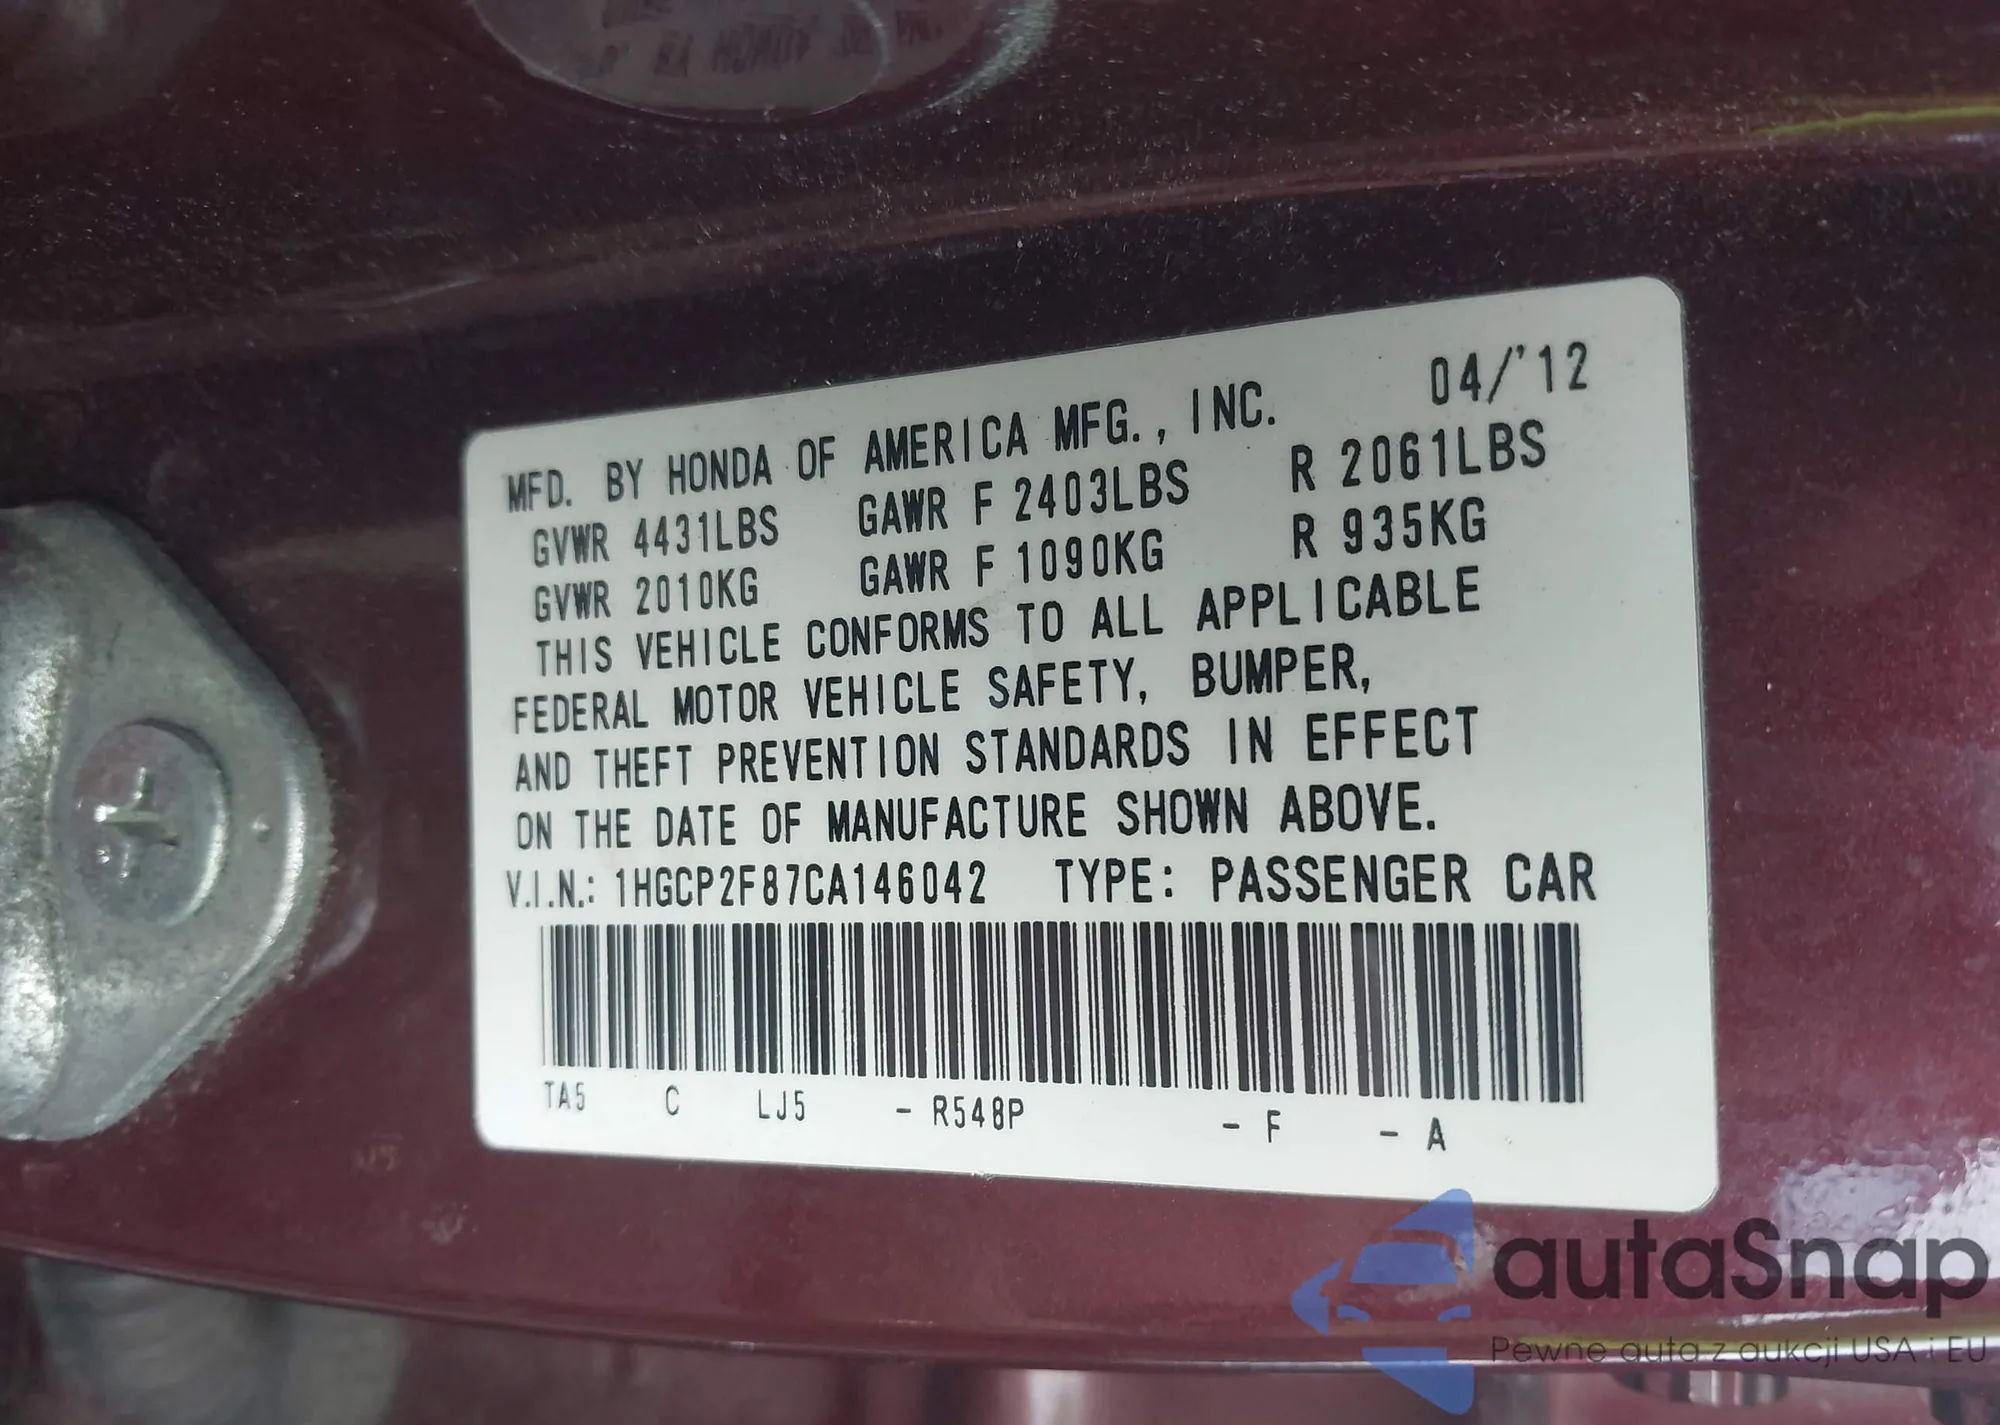 MFD. BY HONDA OF AMERICA MFG., INC. 04/'12
GVWR 4431LBS GAWR F 2403LBS R 2061LBS
GVWR 2010KG GAWR F 1090KG R 935KG
THIS VEHICLE CONFORMS TO ALL APPLICABLE
FEDERAL MOTOR VEHICLE SAFETY, BUMPER,
AND THEFT PREVENTION STANDARDS IN EFFECT
ON THE DATE OF MANUFACTURE SHOWN ABOVE.
V.I.N.: 1HGCP2F87CA146042 TYPE: PASSENGER CAR
TA5 C LJ5 - R548P - F - A
autaSnap
Pewne auta z aukcji USA i EU